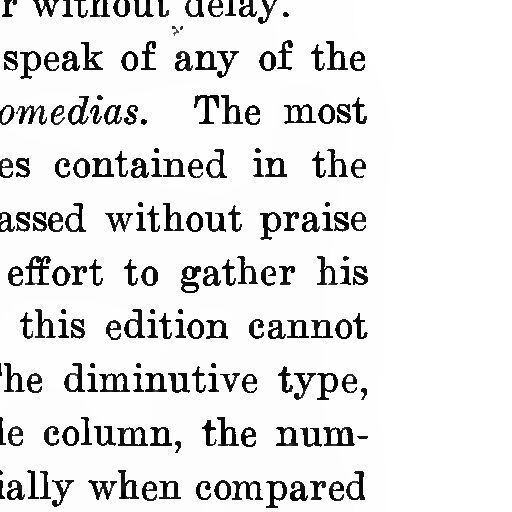 r without delay.
speak of any of the
omedias. The most
es contained in the
assed without praise
effort to gather his
this edition cannot
he diminutive type,
le column, the num-
ially when compared